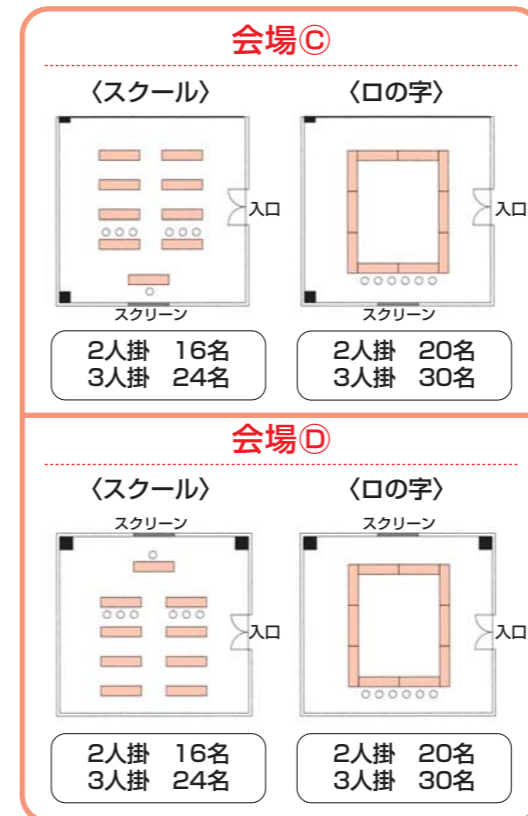 会場Ⓒ
〈スクール〉
〈ロの字〉
入口
入口
スクリーン
スクリーン
2人掛 16名
3人掛 24名
2人掛 20名
3人掛 30名
会場Ⓓ
〈スクール〉
〈ロの字〉
スクリーン
スクリーン
入口
入口
2人掛 16名
3人掛 24名
2人掛 20名
3人掛 30名